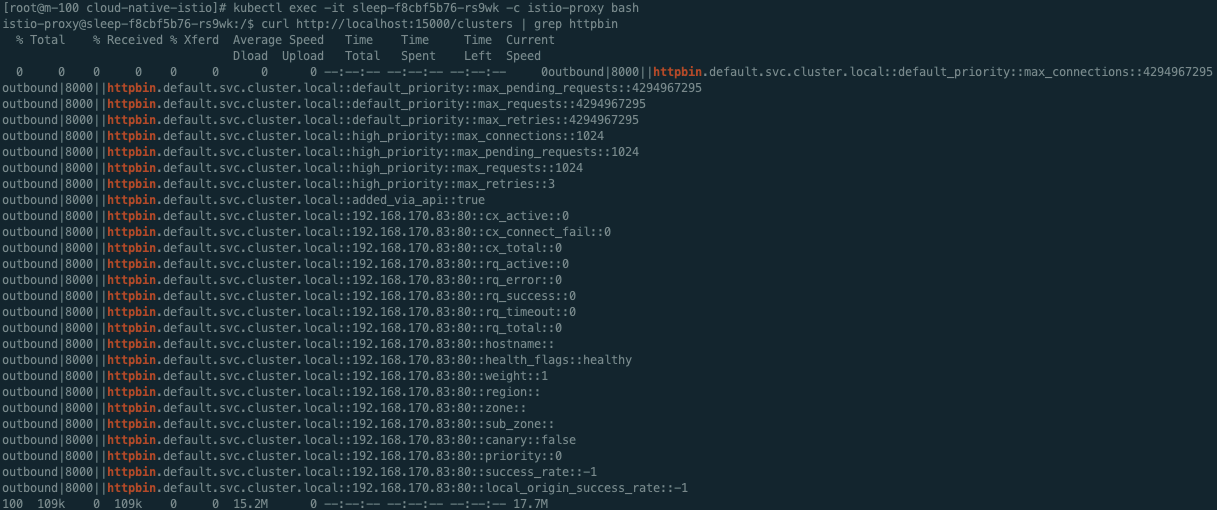 [root@m-100 cloud-native-istio]# kubectl exec -it sleep-f8cbf5b76-rs9wk -c istio-proxy bash
istio-proxy@sleep-f8cbf5b76-rs9wk:/$ curl http://localhost:15000/clusters | grep httpbin
% Total % Received % Xferd Average Speed Time Time Time Current
Dload Upload Total Spent Left Speed
0 0 0 0 0 0 0 0 --:--:-- --:--:-- --:--:-- 0outbound|8000||httpbin.default.svc.cluster.local::default_priority::max_connections::4294967295
outbound|8000||httpbin.default.svc.cluster.local::default_priority::max_pending_requests::4294967295
outbound|8000||httpbin.default.svc.cluster.local::default_priority::max_requests::4294967295
outbound|8000||httpbin.default.svc.cluster.local::default_priority::max_retries::4294967295
outbound|8000||httpbin.default.svc.cluster.local::high_priority::max_connections::1024
outbound|8000||httpbin.default.svc.cluster.local::high_priority::max_pending_requests::1024
outbound|8000||httpbin.default.svc.cluster.local::high_priority::max_requests::1024
outbound|8000||httpbin.default.svc.cluster.local::high_priority::max_retries::3
outbound|8000||httpbin.default.svc.cluster.local::added_via_api::true
outbound|8000||httpbin.default.svc.cluster.local::192.168.170.83:80::cx_active::0
outbound|8000||httpbin.default.svc.cluster.local::192.168.170.83:80::cx_connect_fail::0
outbound|8000||httpbin.default.svc.cluster.local::192.168.170.83:80::cx_total::0
outbound|8000||httpbin.default.svc.cluster.local::192.168.170.83:80::rq_active::0
outbound|8000||httpbin.default.svc.cluster.local::192.168.170.83:80::rq_error::0
outbound|8000||httpbin.default.svc.cluster.local::192.168.170.83:80::rq_success::0
outbound|8000||httpbin.default.svc.cluster.local::192.168.170.83:80::rq_timeout::0
outbound|8000||httpbin.default.svc.cluster.local::192.168.170.83:80::rq_total::0
outbound|8000||httpbin.default.svc.cluster.local::192.168.170.83:80::hostname::
outbound|8000||httpbin.default.svc.cluster.local::192.168.170.83:80::health_flags::healthy
outbound|8000||httpbin.default.svc.cluster.local::192.168.170.83:80::weight::1
outbound|8000||httpbin.default.svc.cluster.local::192.168.170.83:80::region::
outbound|8000||httpbin.default.svc.cluster.local::192.168.170.83:80::zone::
outbound|8000||httpbin.default.svc.cluster.local::192.168.170.83:80::sub_zone::
outbound|8000||httpbin.default.svc.cluster.local::192.168.170.83:80::canary::false
outbound|8000||httpbin.default.svc.cluster.local::192.168.170.83:80::priority::0
outbound|8000||httpbin.default.svc.cluster.local::192.168.170.83:80::success_rate::-1
outbound|8000||httpbin.default.svc.cluster.local::192.168.170.83:80::local_origin_success_rate::-1
100 109k 0 109k 0 0 15.2M 0 --:--:-- --:--:-- --:--:-- 17.7M